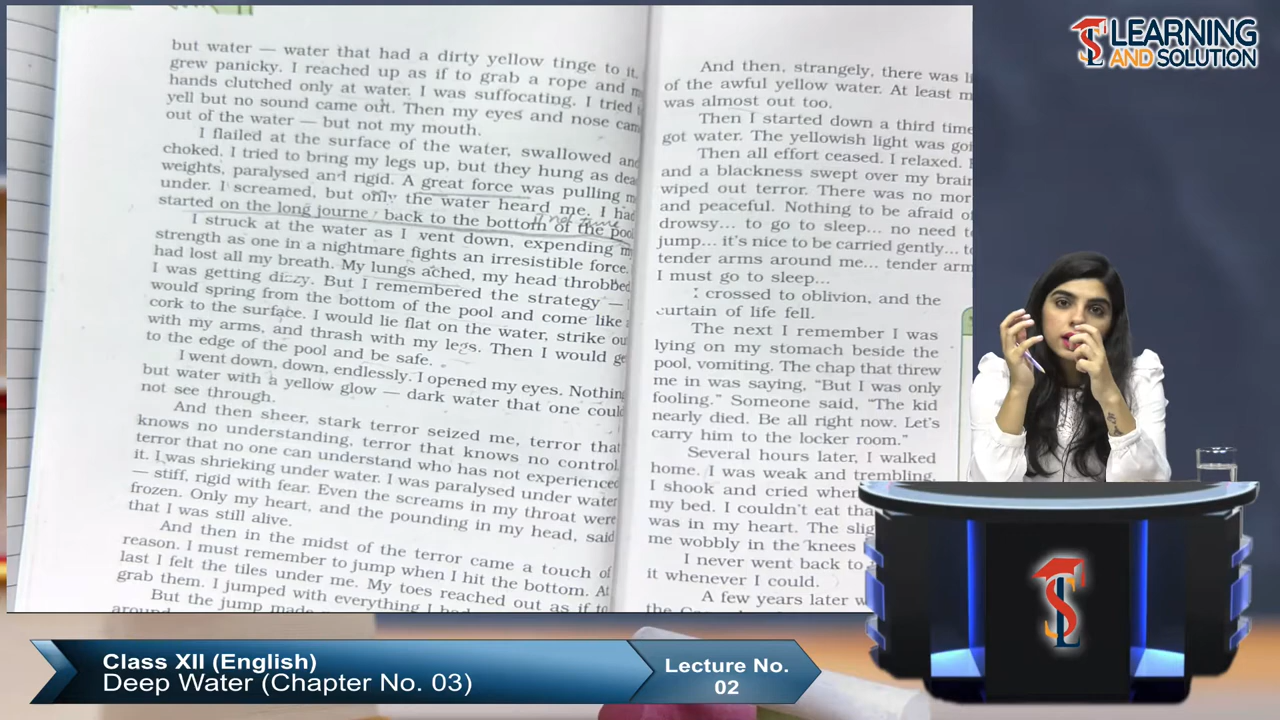 but water — water that had a dirty yellow tinge to it.
grew panicky. I reached up as if to grab a rope and m
hands clutched only at water. I was suffocating. I tried t
yell but no sound came out. Then my eyes and nose cam
out of the water — but not my mouth.
I flailed at the surface of the water, swallowed and
choked. I tried to bring my legs up, but they hung as dea
weights, paralysed and rigid. A great force was pulling m
under. I screamed, but only the water heard me. I had
started on the long journe back to the bottom of the poo
I struck at the water as I went down, expending my
strength as one in a nightmare fights an irresistible force.
had lost all my breath. My lungs ached, my head throbbed
I was getting dizzy. But I remembered the strategy —
would spring from the bottom of the pool and come like a
cork to the surface. I would lie flat on the water, strike ou
with my arms, and thrash with my legs. Then I would ge
to the edge of the pool and be safe.
I went down, down, endlessly. I opened my eyes. Nothin
but water with a yellow glow — dark water that one coul
not see through.
And then sheer, stark terror seized me, terror that
knows no understanding, terror that knows no control,
terror that no one can understand who has not experienced
it. I was shrieking under water. I was paralysed under water
— stiff, rigid with fear. Even the screams in my throat were
frozen. Only my heart, and the pounding in my head, said
that I was still alive.
And then in the midst of the terror came a touch of
reason. I must remember to jump when I hit the bottom. At
last I felt the tiles under me. My toes reached out as if to
grab them. I jumped with everything I had
But the jump made
around
And then, strangely, there was li
of the awful yellow water. At least m
was almost out too.
Then I started down a third time
got water. The yellowish light was goi
Then all effort ceased. I relaxed.
and a blackness swept over my brain
wiped out terror. There was no mor
and peaceful. Nothing to be afraid of
drowsy... to go to sleep... no need to
jump... it's nice to be carried gently... to
tender arms around me... tender arm
I must go to sleep...
I crossed to oblivion, and the
curtain of life fell.
The next I remember I was
lying on my stomach beside the
pool, vomiting. The chap that threw
me in was saying, "But I was only
fooling." Someone said, "The kid
nearly died. Be all right now. Let's
carry him to the locker room."
Several hours later, I walked
home. I was weak and trembling.
I shook and cried when
my bed. I couldn't eat tha
was in my heart. The slig
me wobbly in the knees
I never went back to
it whenever I could.
A few years later w
LEARNING
AND SOLUTION
Class XII (English)
Deep Water (Chapter No. 03)
Lecture No.
02